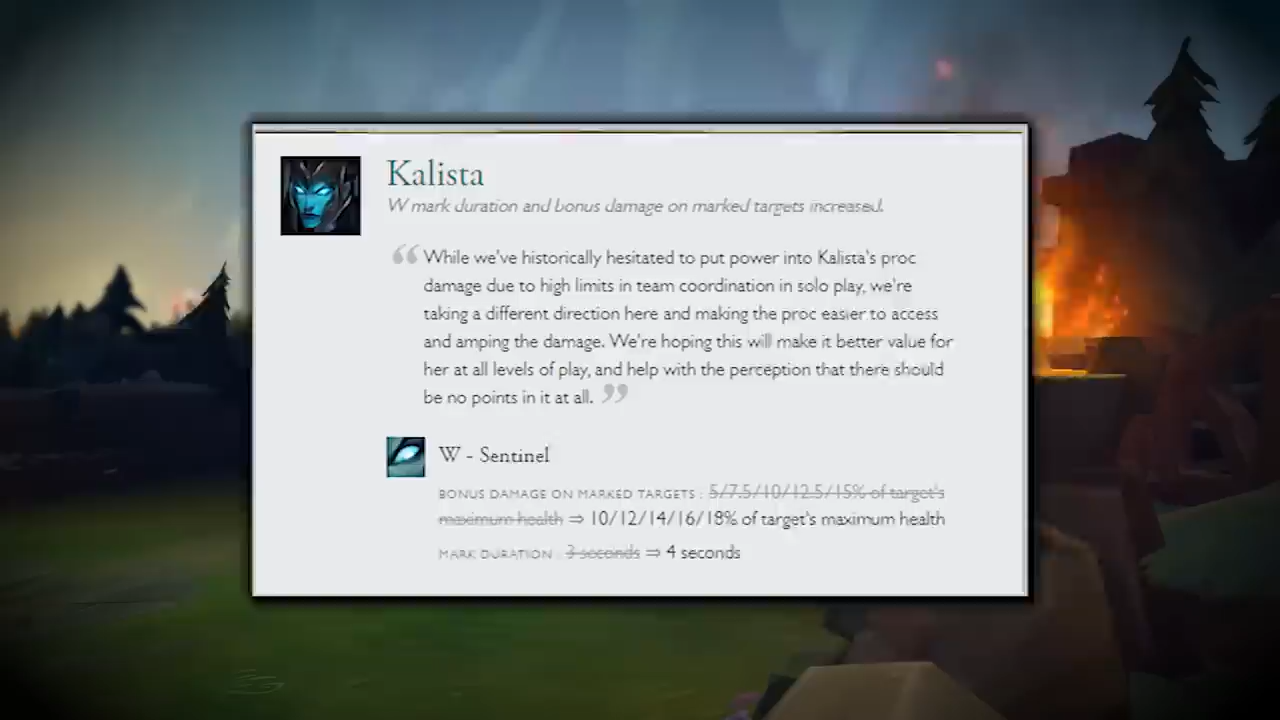 Kalista
W mark duration and bonus damage on marked targets increased.
“While we've historically hesitated to put power into Kalista's proc
damage due to high limits in team coordination in solo play, we're
taking a different direction here and making the proc easier to access
and amping the damage. We're hoping this will make it better value for
her at all levels of play, and help with the perception that there should
be no points in it at all.”
W - Sentinel
BONUS DAMAGE ON MARKED TARGETS : 5/7.5/10/12.5/15% of target's
maximum health ⇒ 10/12/14/16/18% of target's maximum health
MARK DURATION : 3 seconds ⇒ 4 seconds